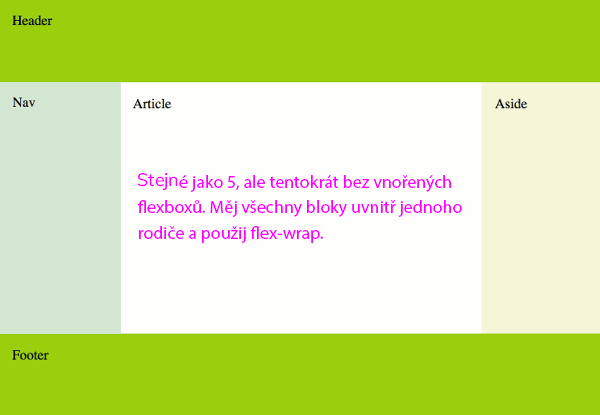 Header
Nav
Article
Aside
Stejné jako 5, ale tentokrát bez vnořených
flexboxů. Měj všechny bloky uvnitř jednoho
rodiče a použij flex-wrap.
Footer